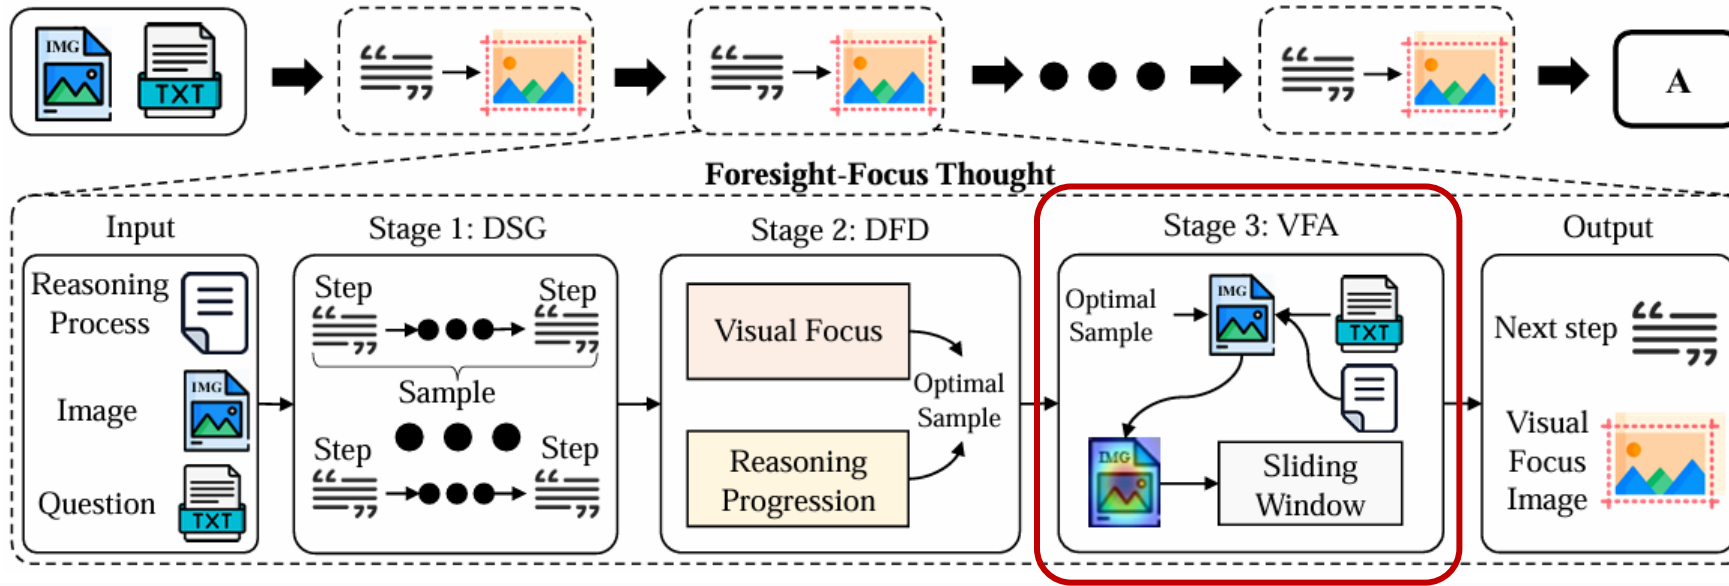 IMG
TXT
A
Foresight-Focus Thought
Input
Reasoning
Process
Image
IMG
Question
TXT
Stage 1: DSG
Step
Step
Sample
Step
Step
Stage 2: DFD
Visual Focus
Optimal
Sample
Reasoning
Progression
Stage 3: VFA
Optimal
Sample
IMG
TXT
IMG
Sliding
Window
Output
Next step
Visual
Focus
Image